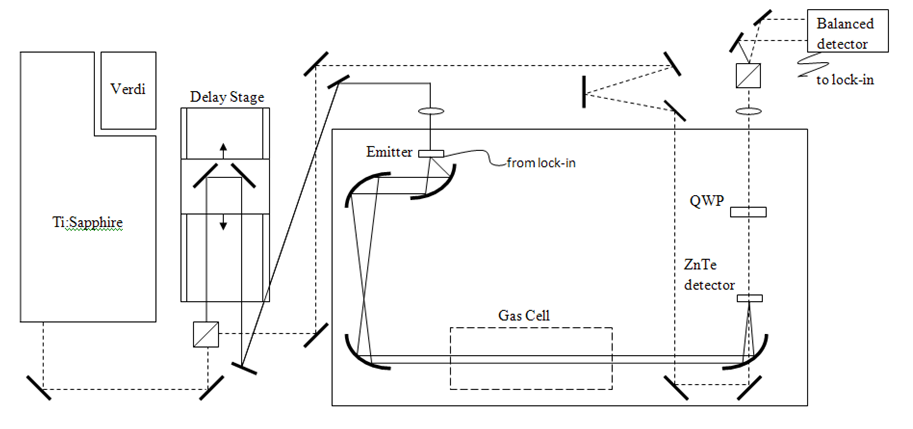 Verdi
Delay Stage
Ti:Sapphire
Emitter
from lock-in
Gas Cell
QWP
ZnTe
detector
Balanced
detector
to lock-in